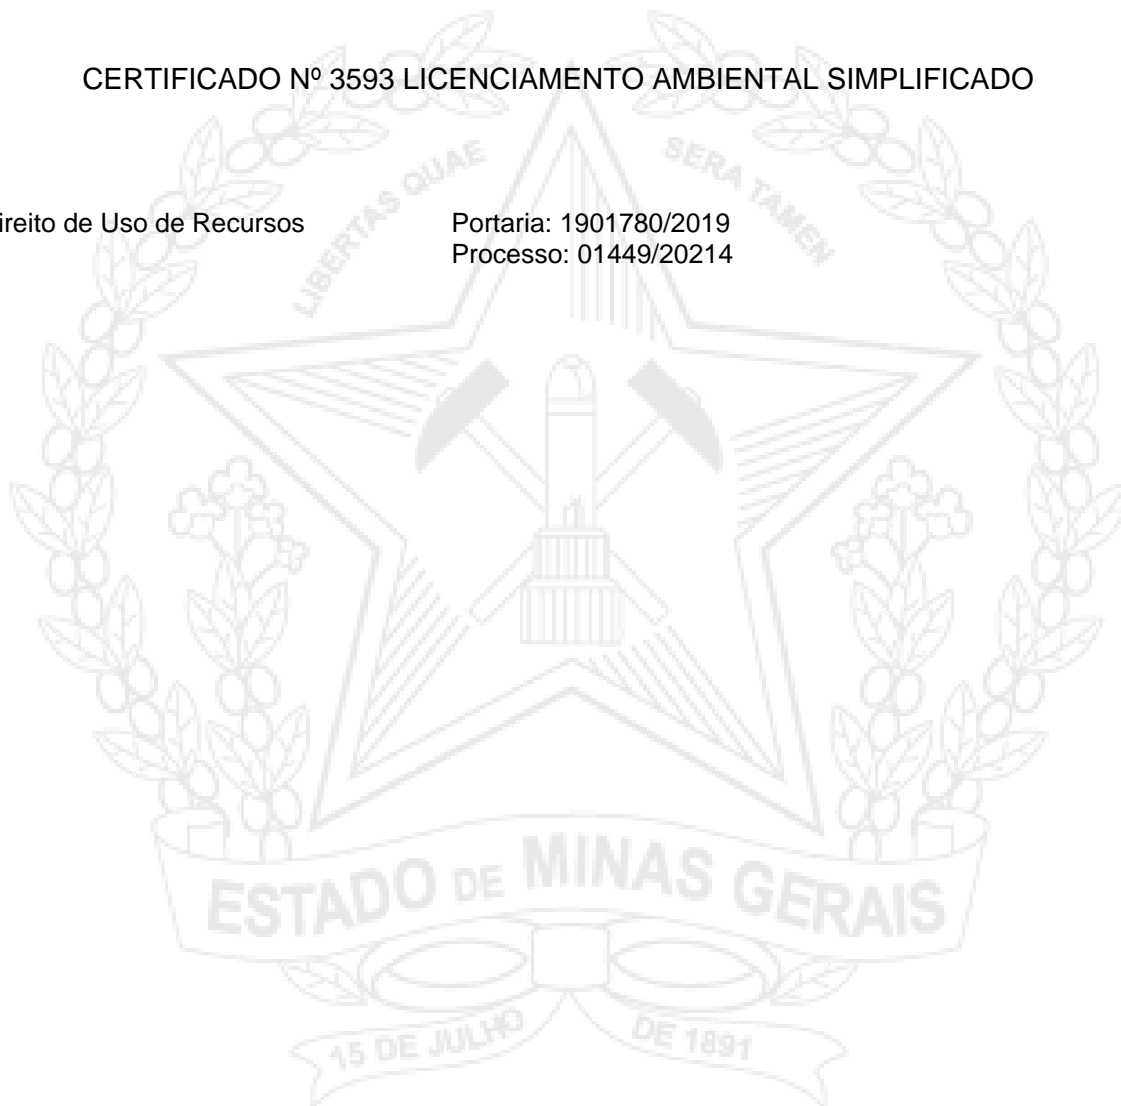 CERTIFICADO Nº 3593 LICENCIAMENTO AMBIENTAL SIMPLIFICADO
LIBERTAS QUAE SERA TAMEN
ireito de Uso de Recursos Portaria: 1901780/2019
Processo: 01449/20214
ESTADO DE MINAS GERAIS
15 DE JULHO DE 1891